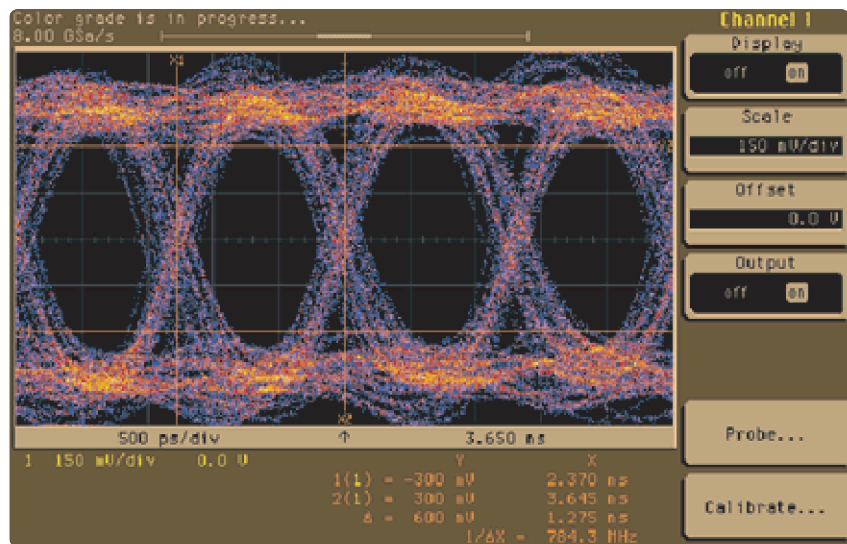 Color grade is in progress...
8.00 GSa/s
Channel 1
Display
off on
Scale
150 mV/div
Offset
0.0 V
Output
off on
Probe...
Calibrate...
X1
X2
500 ps/div 3.650 ns
1 150 mV/div 0.0 V
Y X
1(1) = -300 mV 2.370 ns
2(1) = 300 mV 3.645 ns
Δ = 600 mV 1.275 ns
1/ΔX = 784.3 MHz